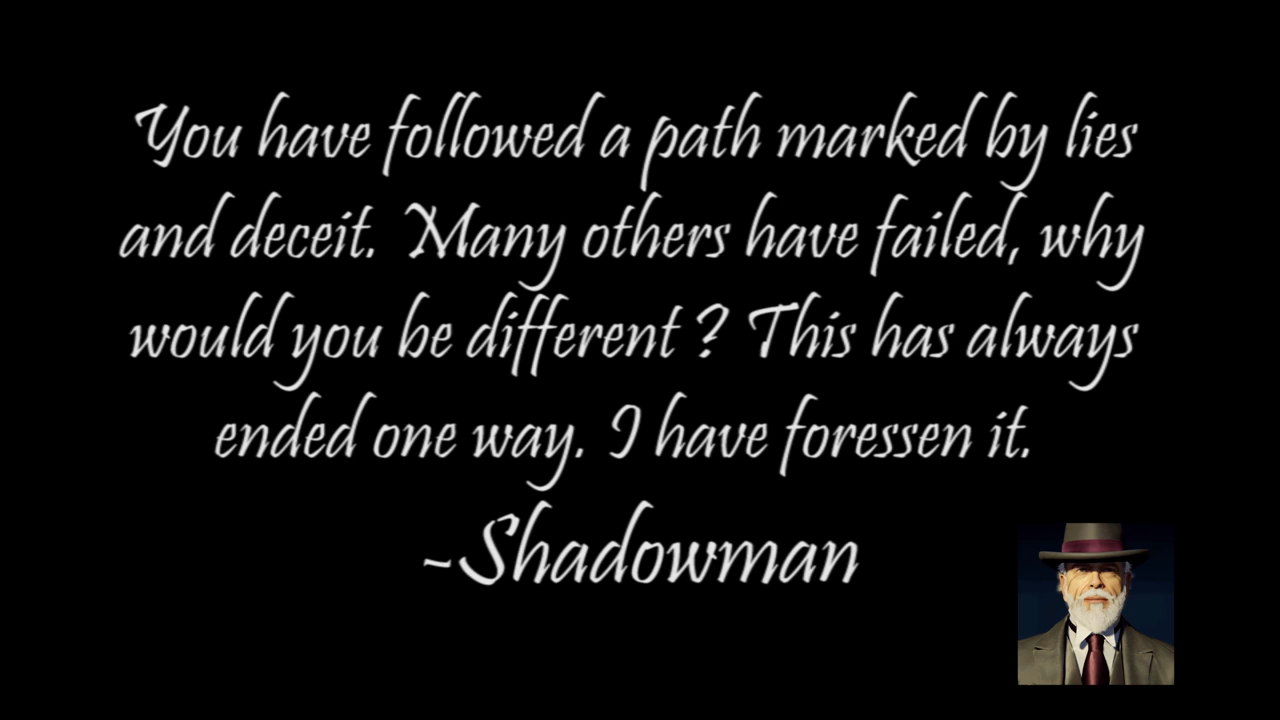 You have followed a path marked by lies
and deceit. Many others have failed, why
would you be different ? This has always
ended one way. I have foressen it.
~Shadowman